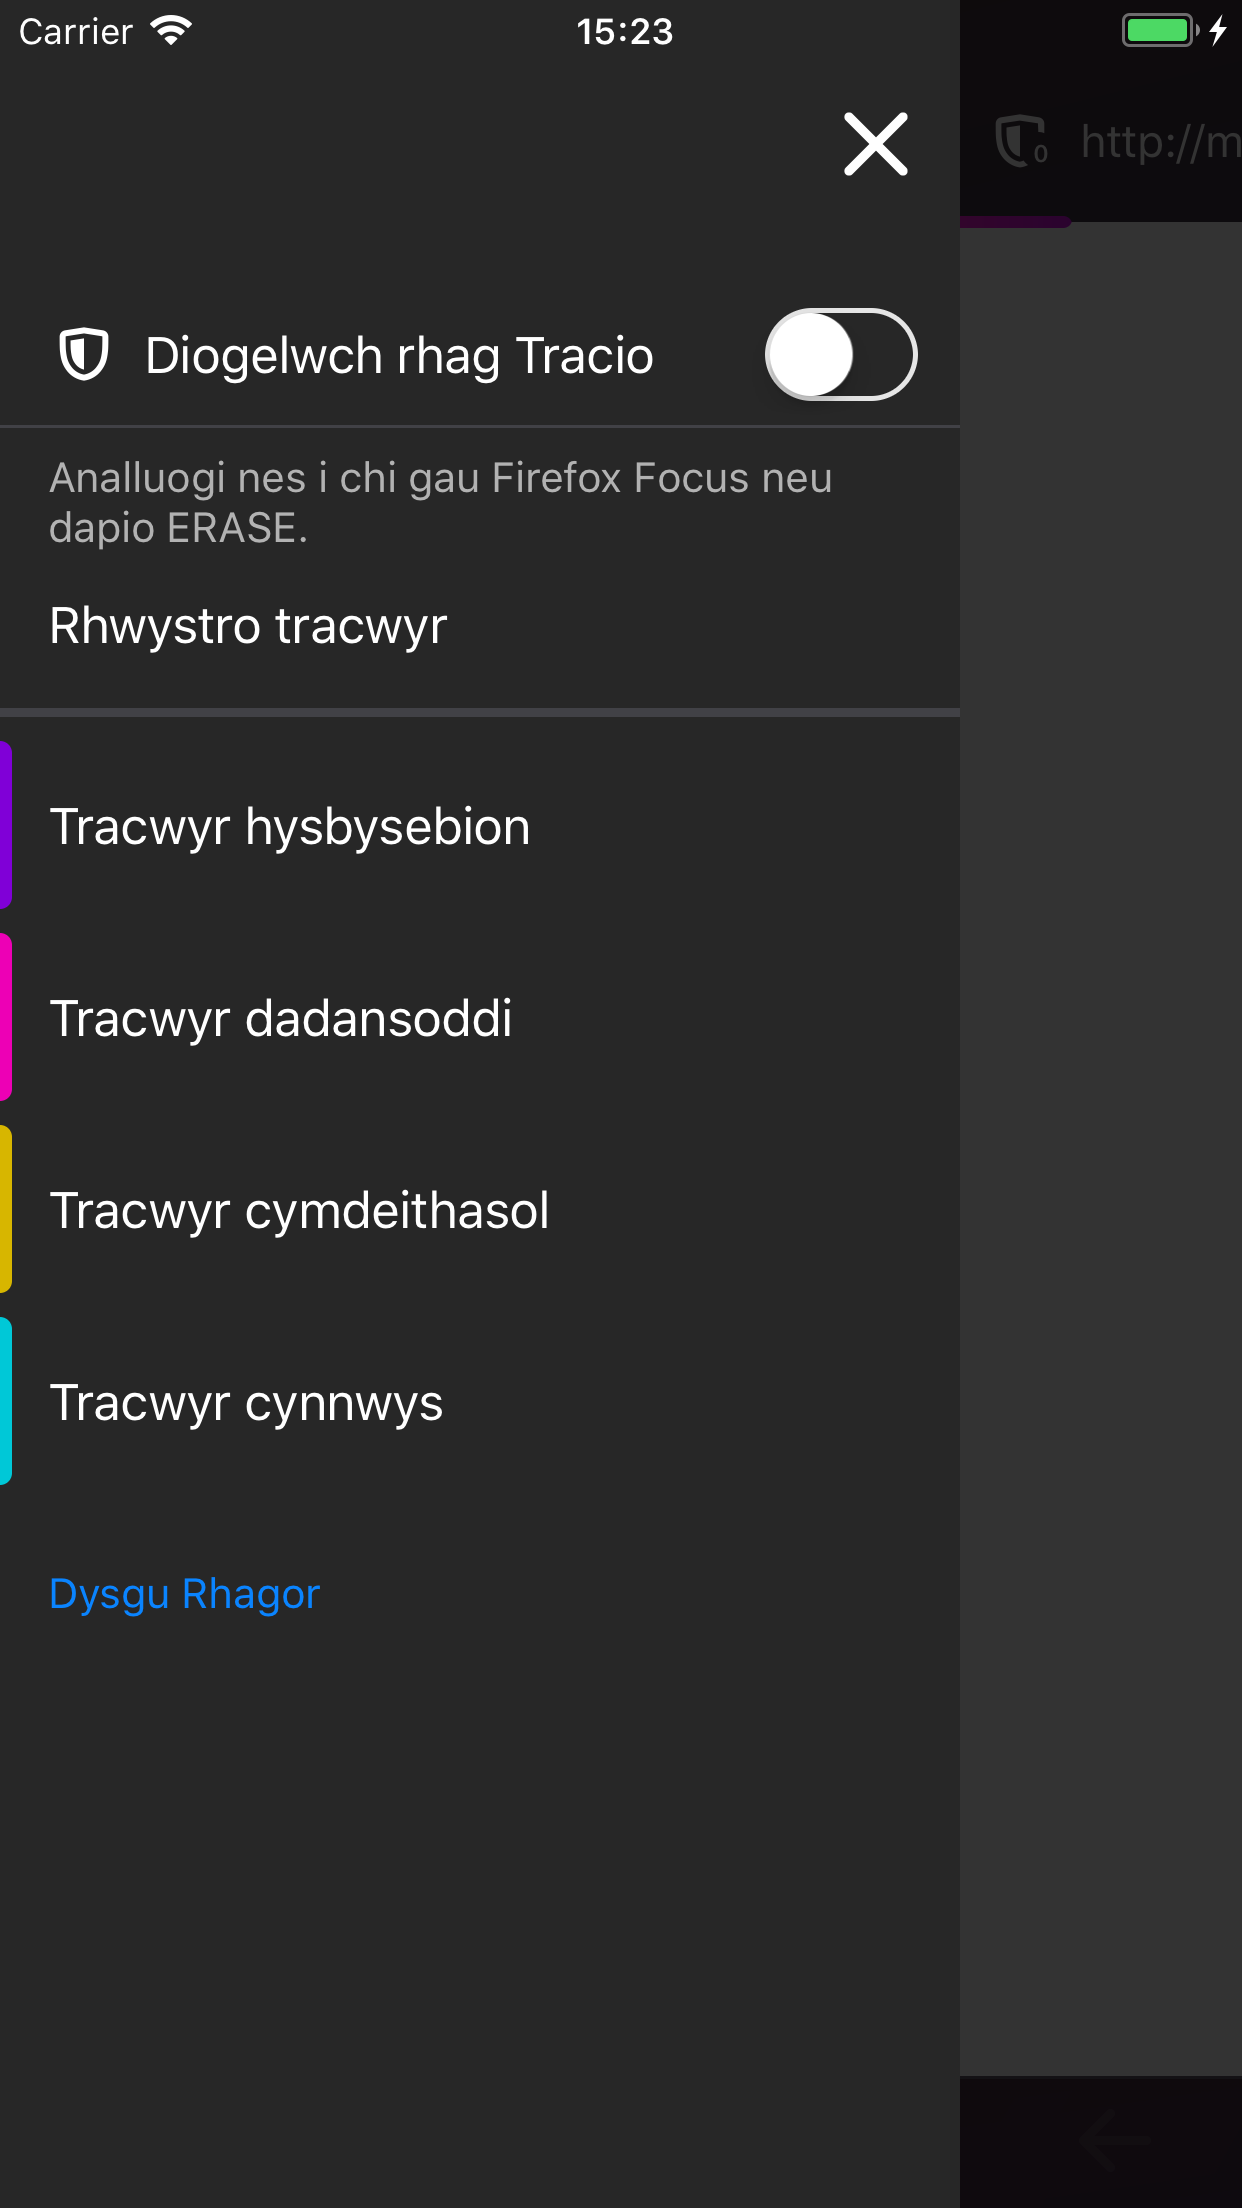 Carrier
15:23
0
http://m
Diogelwch rhag Tracio
Analluogi nes i chi gau Firefox Focus neu
dapio ERASE.
Rhwystro tracwyr
Tracwyr hysbysebion
Tracwyr dadansoddi
Tracwyr cymdeithasol
Tracwyr cynnwys
Dysgu Rhagor